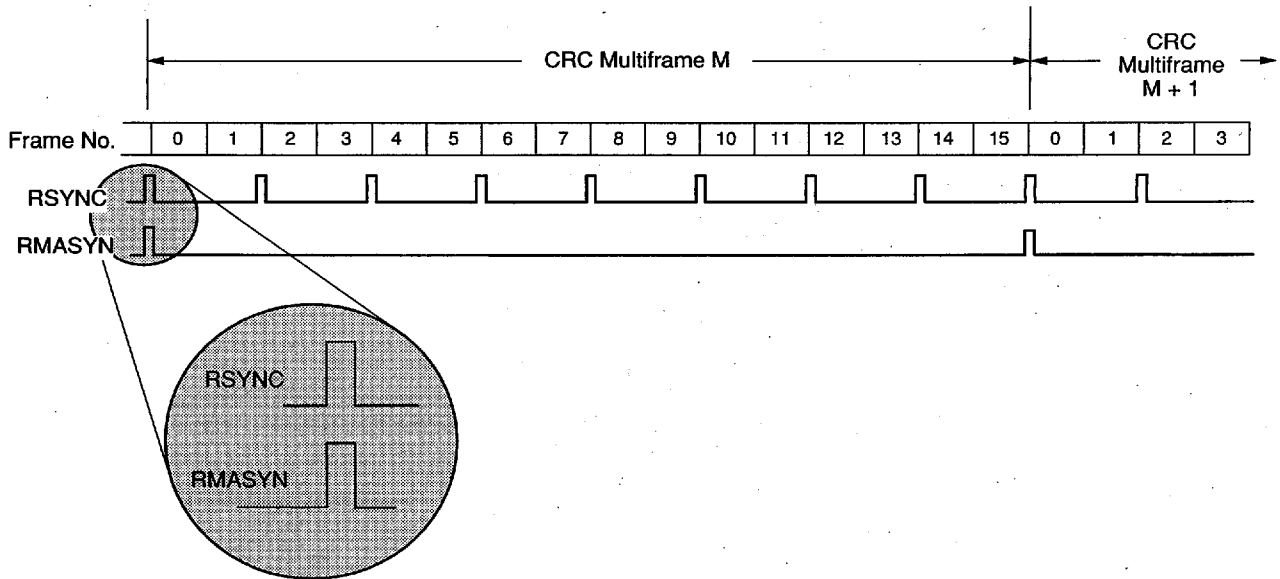 CRC Multiframe M
CRC
Multiframe
M + 1
Frame No. 0 1 2 3 4 5 6 7 8 9 10 11 12 13 14 15 0 1 2 3
RSYNC
RMASYN
RSYNC
RMASYN